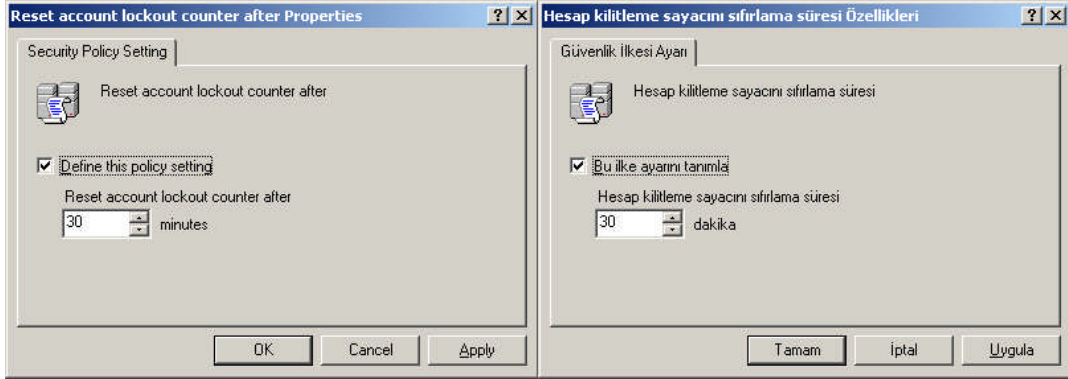 Reset account lockout counter after Properties
Security Policy Setting
Reset account lockout counter after
Define this policy setting
Reset account lockout counter after
30 minutes
OK Cancel Apply
Hesap kilitleme sayacını sıfırlama süresi Özellikleri
Güvenlik İlkesi Ayarı
Hesap kilitleme sayacını sıfırlama süresi
Bu ilke ayarını tanımla
Hesap kilitleme sayacını sıfırlama süresi
30 dakika
Tamam İptal Uygula